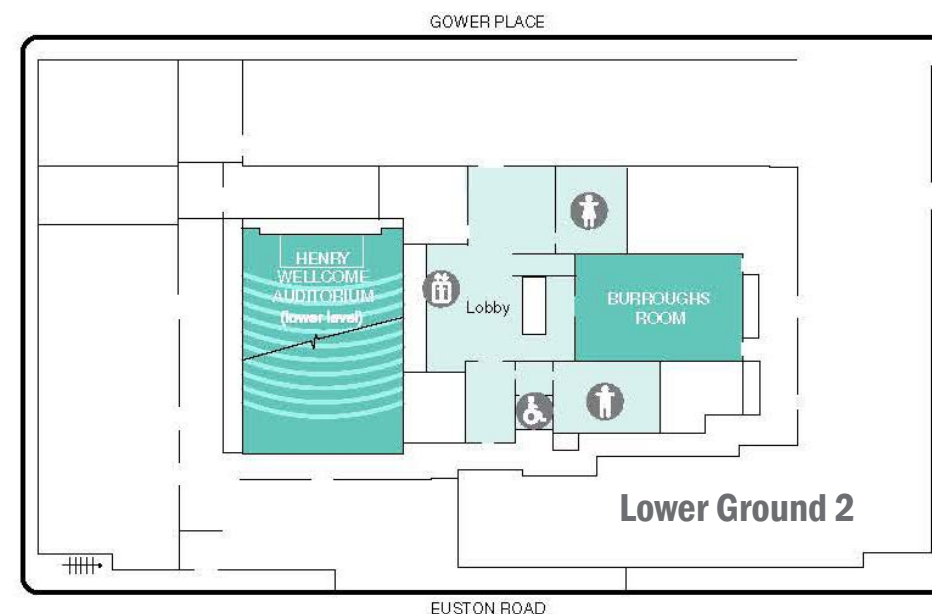 GOWER PLACE
HENRY
WELLCOME
AUDITORIUM
(lower level)
Lobby
BURROUGHS
ROOM
Lower Ground 2
EUSTON ROAD